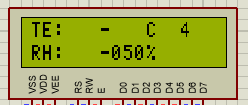 TE:   -   C  4
RH:   -050%
VSS VDD VEE RS RW E D0 D1 D2 D3 D4 D5 D6 D7